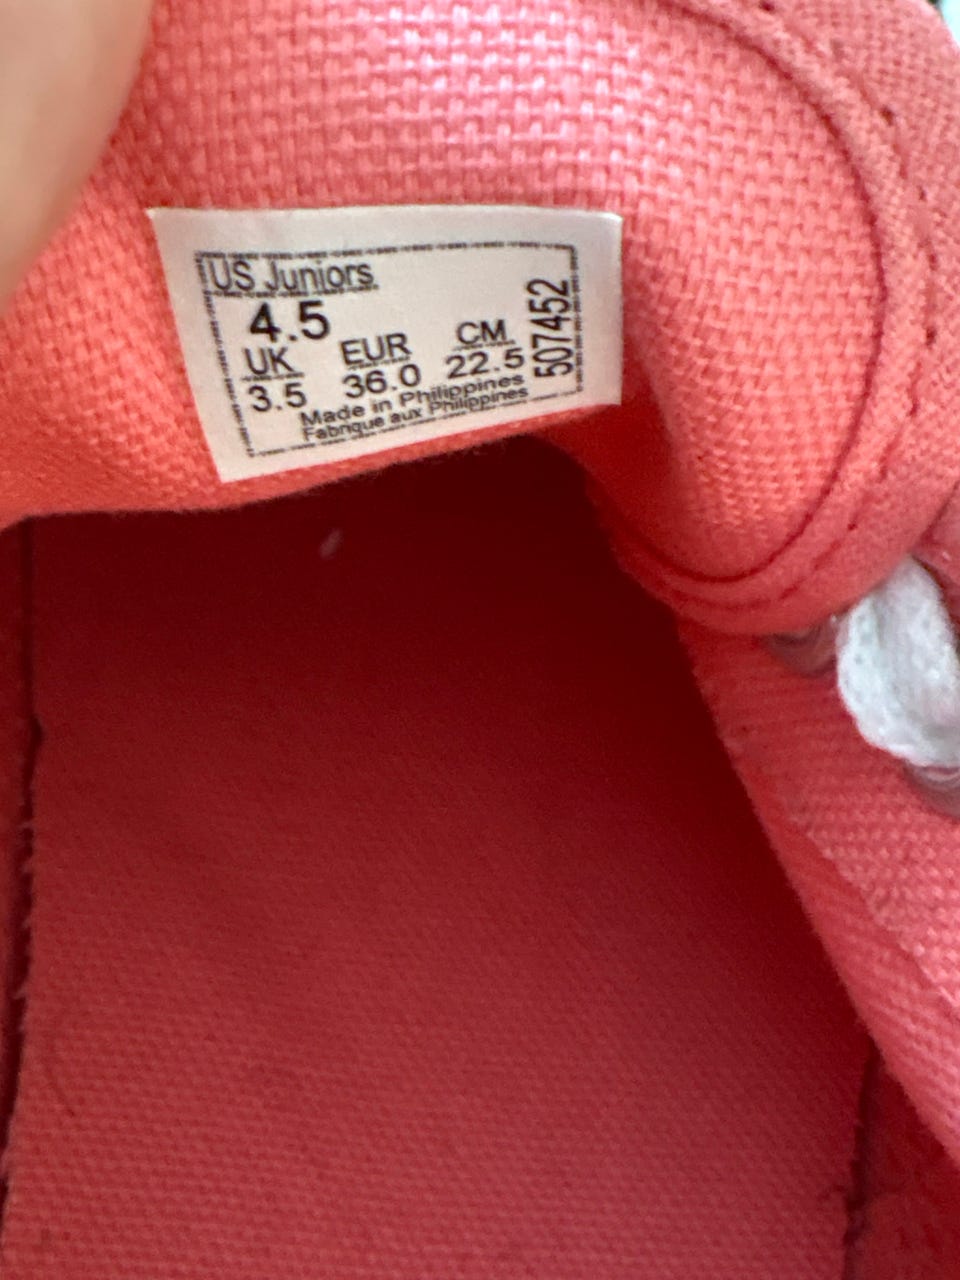 US Juniors
4.5
UK EUR CM
3.5 36.0 22.5
Made in Philippines
Fabrique aux Philippines
507452